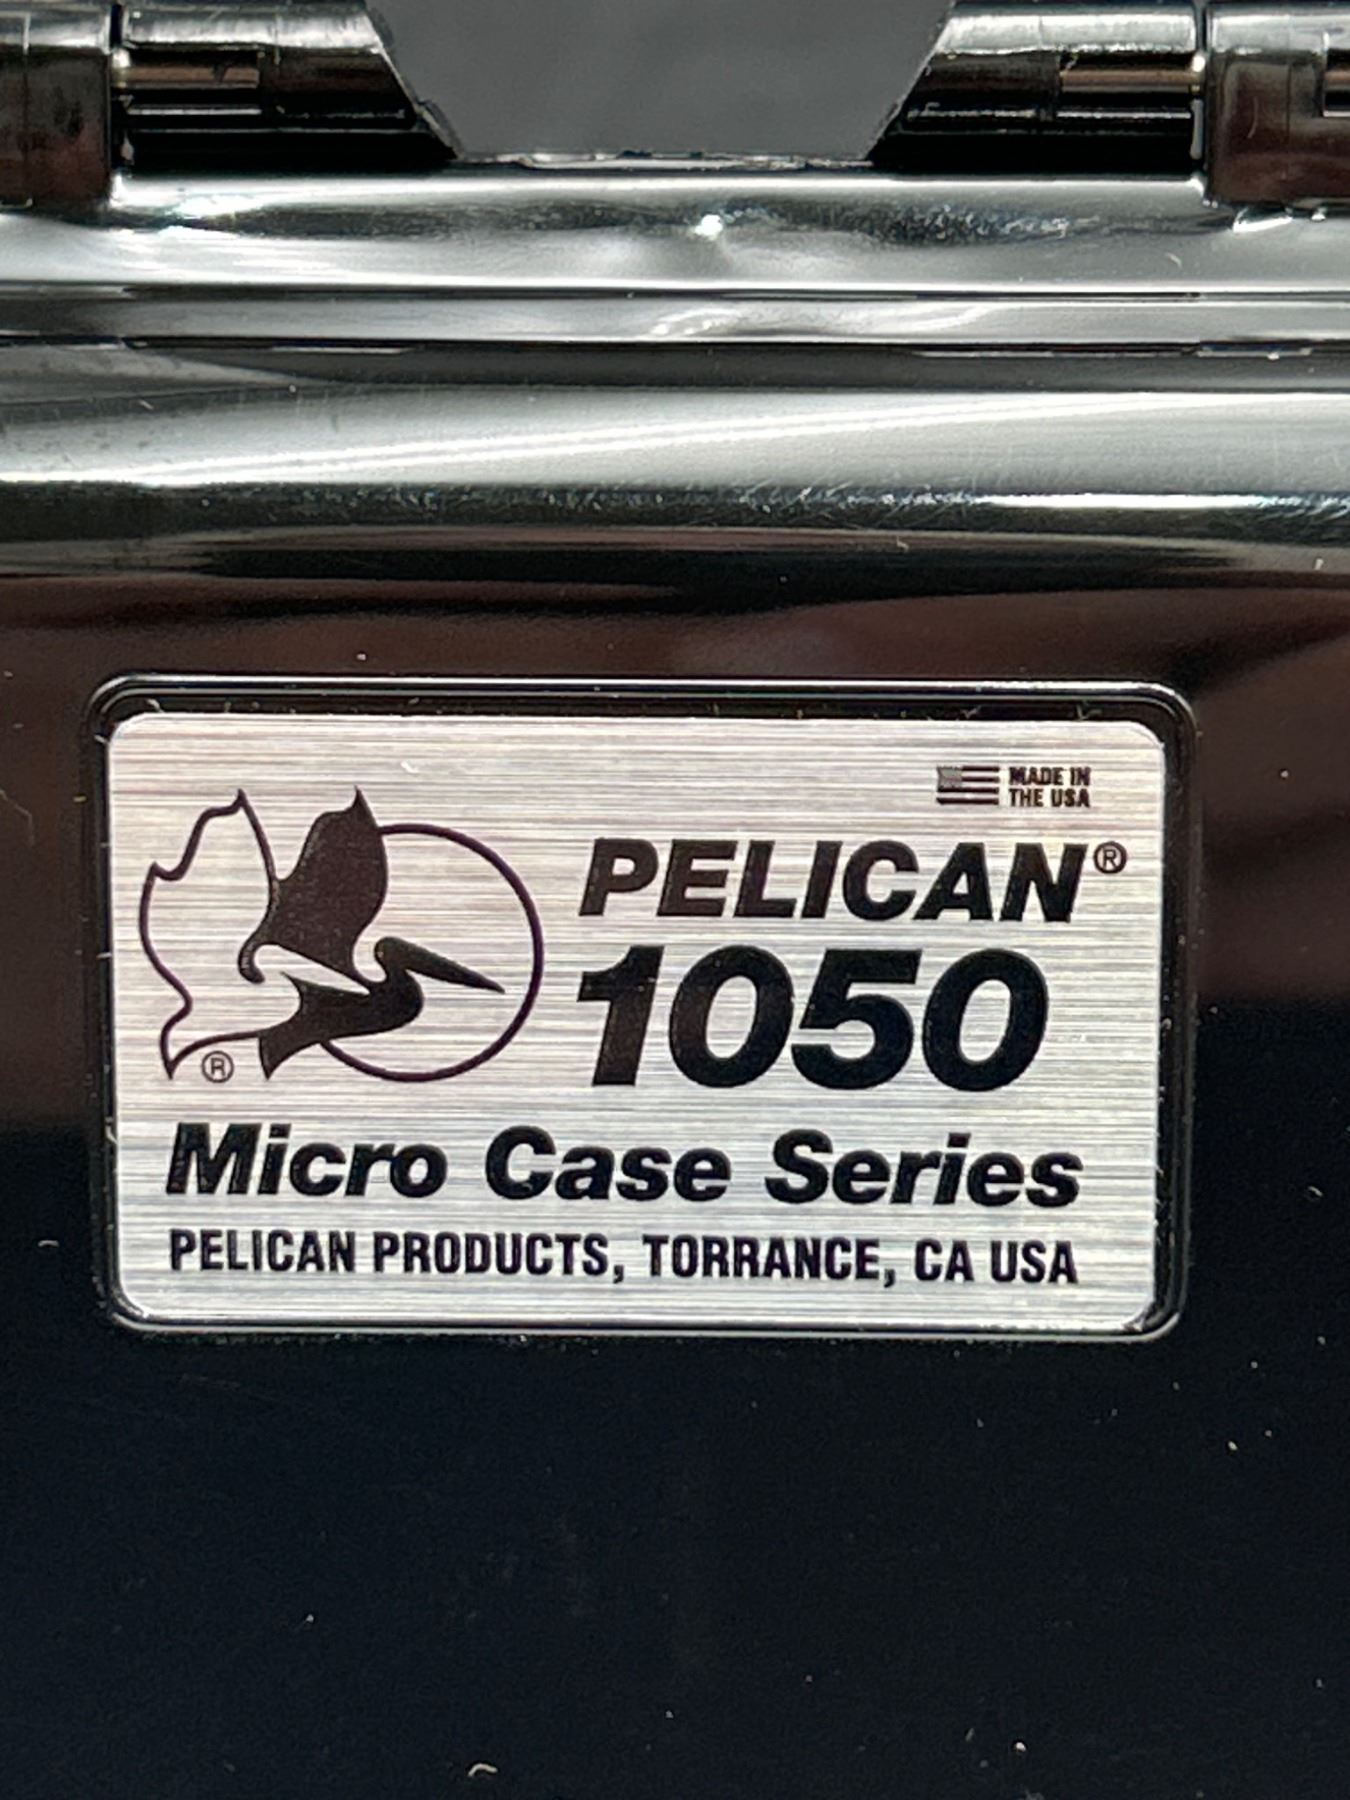 MADE IN
THE USA
PELICAN®
1050
®
Micro Case Series
PELICAN PRODUCTS, TORRANCE, CA USA